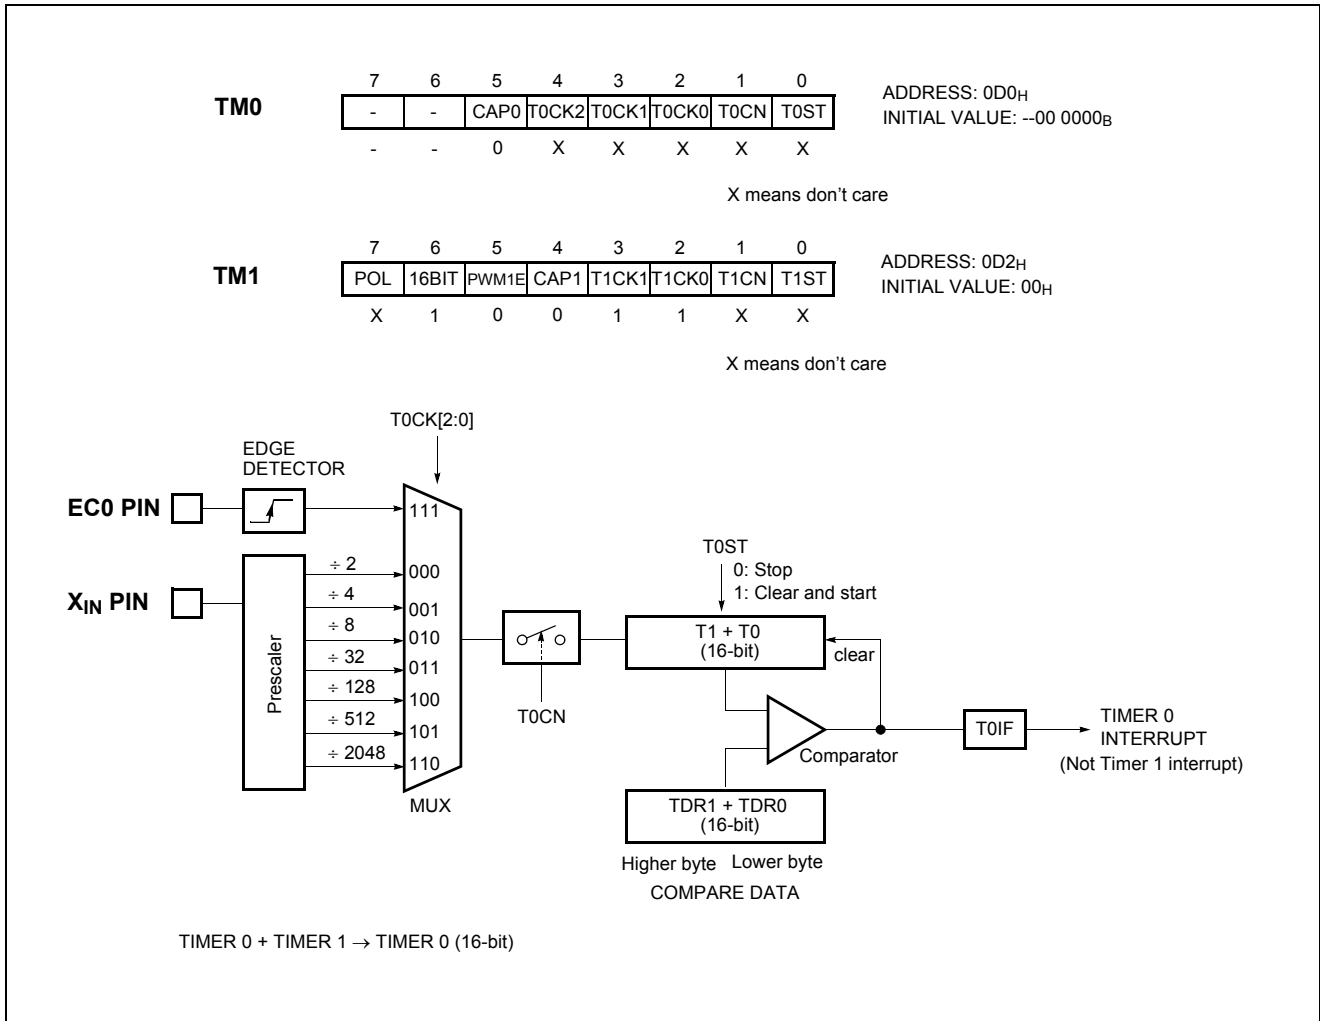 7 6 5 4 3 2 1 0
TM0 - - CAP0 T0CK2 T0CK1 T0CK0 T0CN T0ST
- - 0 X X X X X
ADDRESS: 0D0H
INITIAL VALUE: --00 0000B
X means don't care
7 6 5 4 3 2 1 0
TM1 POL 16BIT PWM1E CAP1 T1CK1 T1CK0 T1CN T1ST
X 1 0 0 1 1 X X
ADDRESS: 0D2H
INITIAL VALUE: 00H
X means don't care
T0CK[2:0]
EDGE
DETECTOR
EC0 PIN
111
XIN PIN
Prescaler
÷ 2 000
÷ 4 001
÷ 8 010
÷ 32 011
÷ 128 100
÷ 512 101
÷ 2048 110
MUX
T0CN
T0ST
0: Stop
1: Clear and start
T1 + T0
(16-bit)
clear
Comparator
T0IF
TIMER 0
INTERRUPT
(Not Timer 1 interrupt)
TDR1 + TDR0
(16-bit)
Higher byte Lower byte
COMPARE DATA
TIMER 0 + TIMER 1 → TIMER 0 (16-bit)